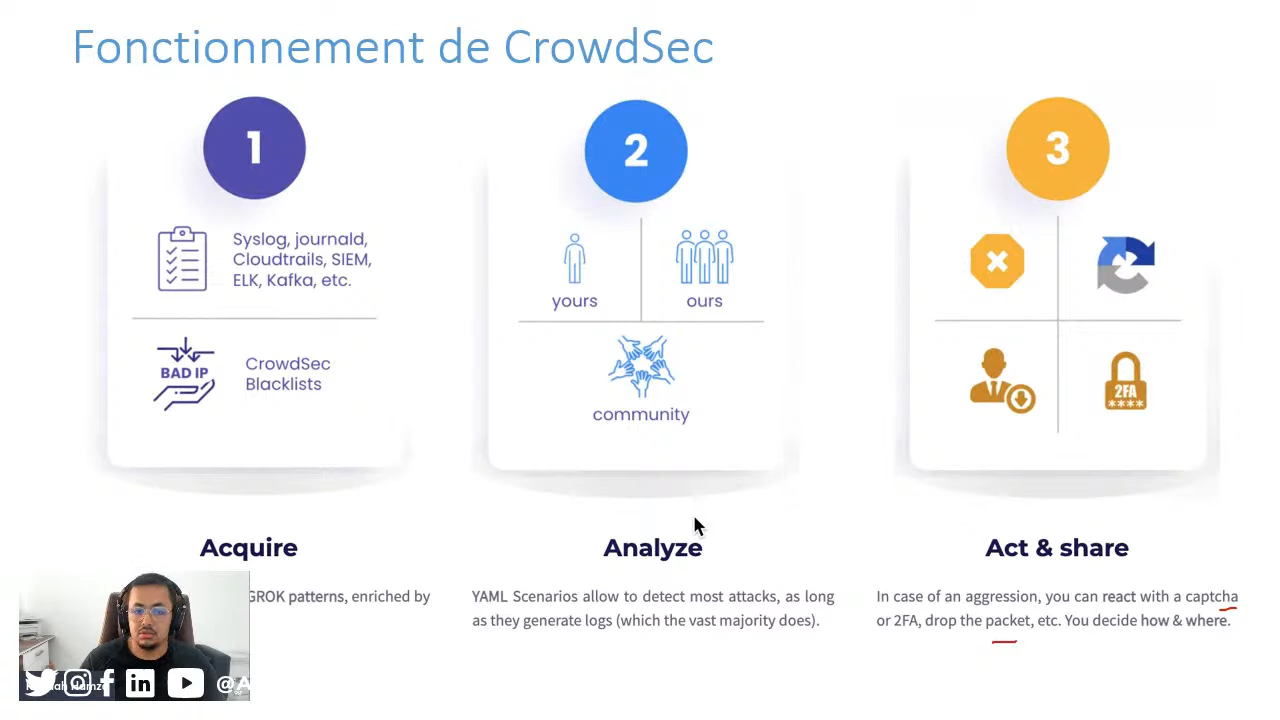 Fonctionnement de CrowdSec
1
Syslog, journald,
Cloudtrails, SIEM,
ELK, Kafka, etc.
BAD IP
CrowdSec
Blacklists
Acquire
GROK patterns, enriched by
2
yours
ours
community
Analyze
YAML Scenarios allow to detect most attacks, as long
as they generate logs (which the vast majority does).
3
2FA
****
Act & share
In case of an aggression, you can react with a captcha
or 2FA, drop the packet, etc. You decide how & where.
in
@A